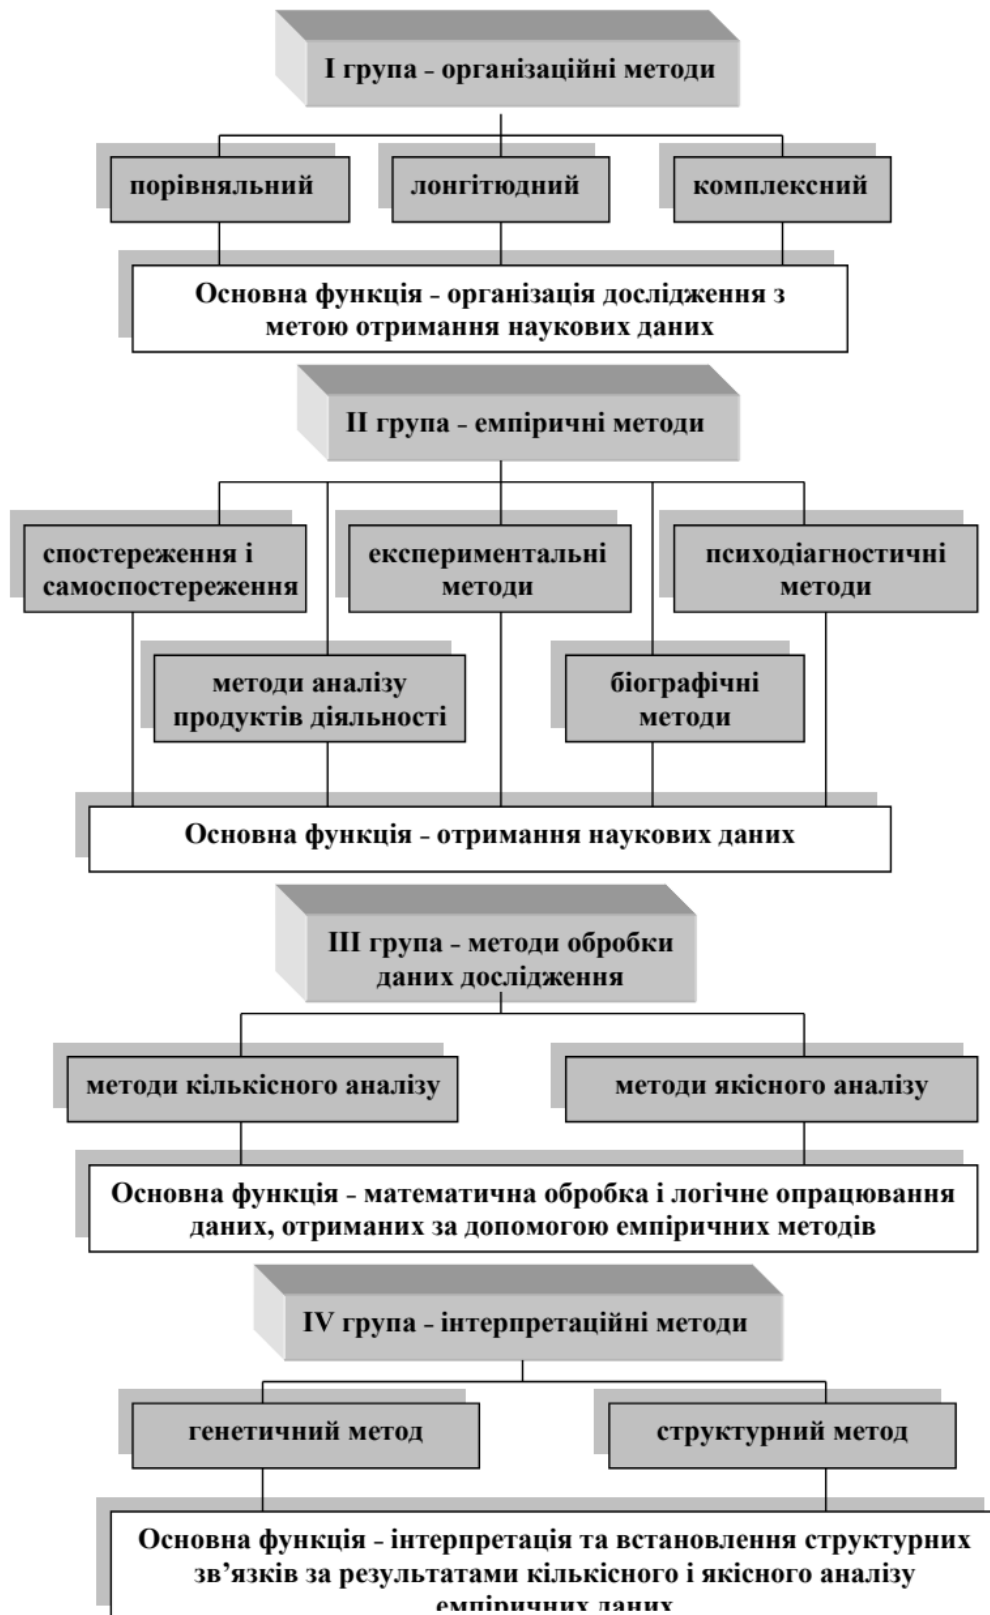 І група - організаційні методи
порівняльний
лонгітюдний
комплексний
Основна функція - організація дослідження з
метою отримання наукових даних
ІІ група - емпіричні методи
спостереження і
самоспостереження
експериментальні
методи
психодіагностичні
методи
методи аналізу
продуктів діяльності
біографічні
методи
Основна функція - отримання наукових даних
ІІІ група - методи обробки
даних дослідження
методи кількісного аналізу
методи якісного аналізу
Основна функція - математична обробка і логічне опрацювання
даних, отриманих за допомогою емпіричних методів
IV група - інтерпретаційні методи
генетичний метод
структурний метод
Основна функція - інтерпретація та встановлення структурних
зв’язків за результатами кількісного і якісного аналізу
емпіричних даних